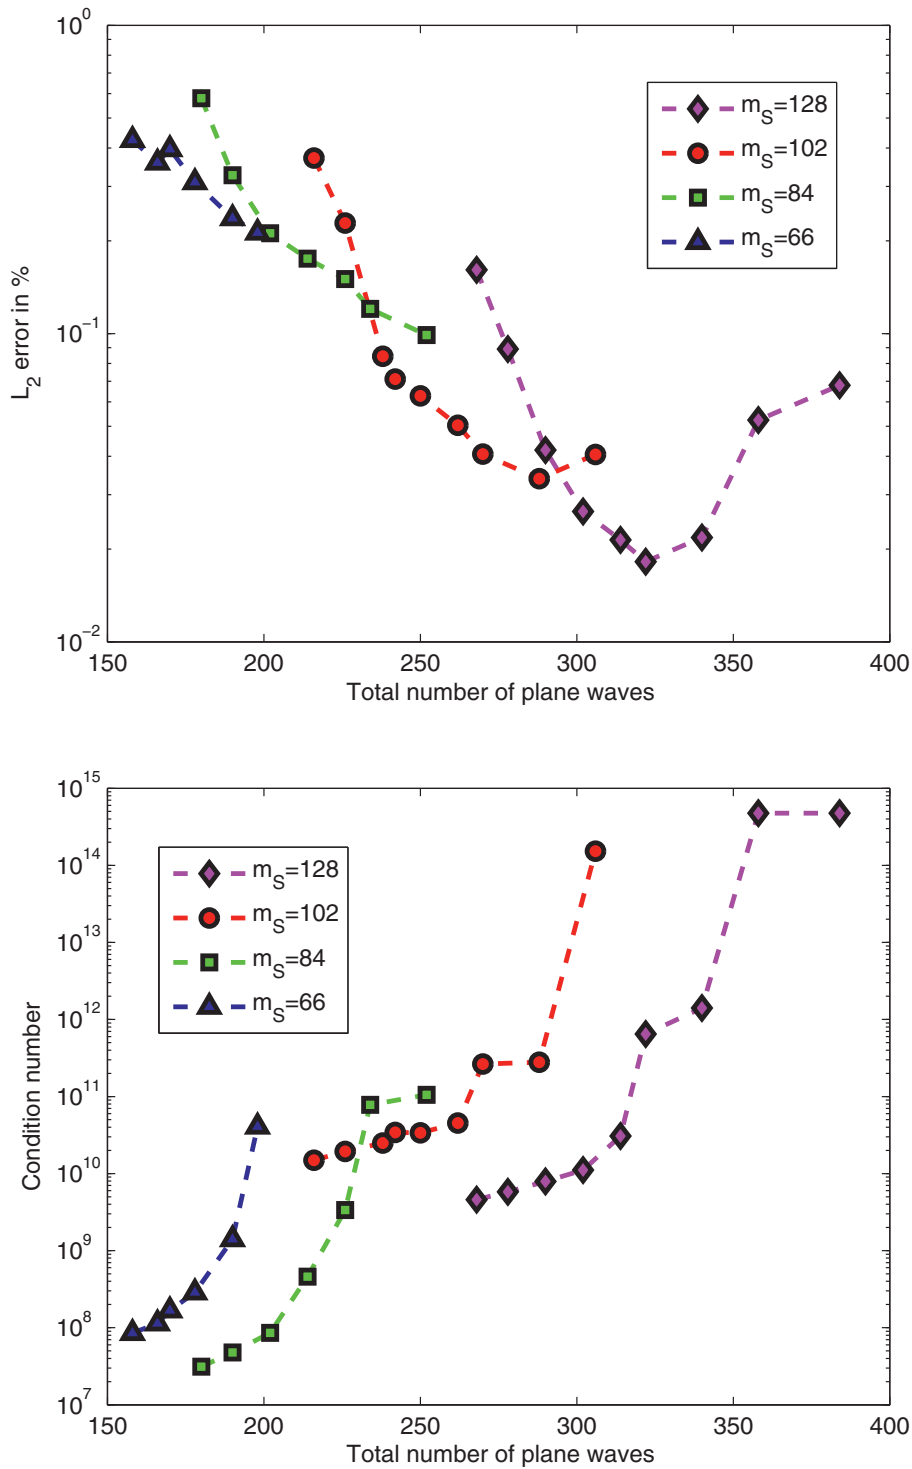 10^0
10^-1
10^-2
L_2 error in %
m_S=128
m_S=102
m_S=84
m_S=66
150 200 250 300 350 400
Total number of plane waves
10^15
10^14
10^13
10^12
10^11
10^10
10^9
10^8
10^7
Condition number
m_S=128
m_S=102
m_S=84
m_S=66
150 200 250 300 350 400
Total number of plane waves